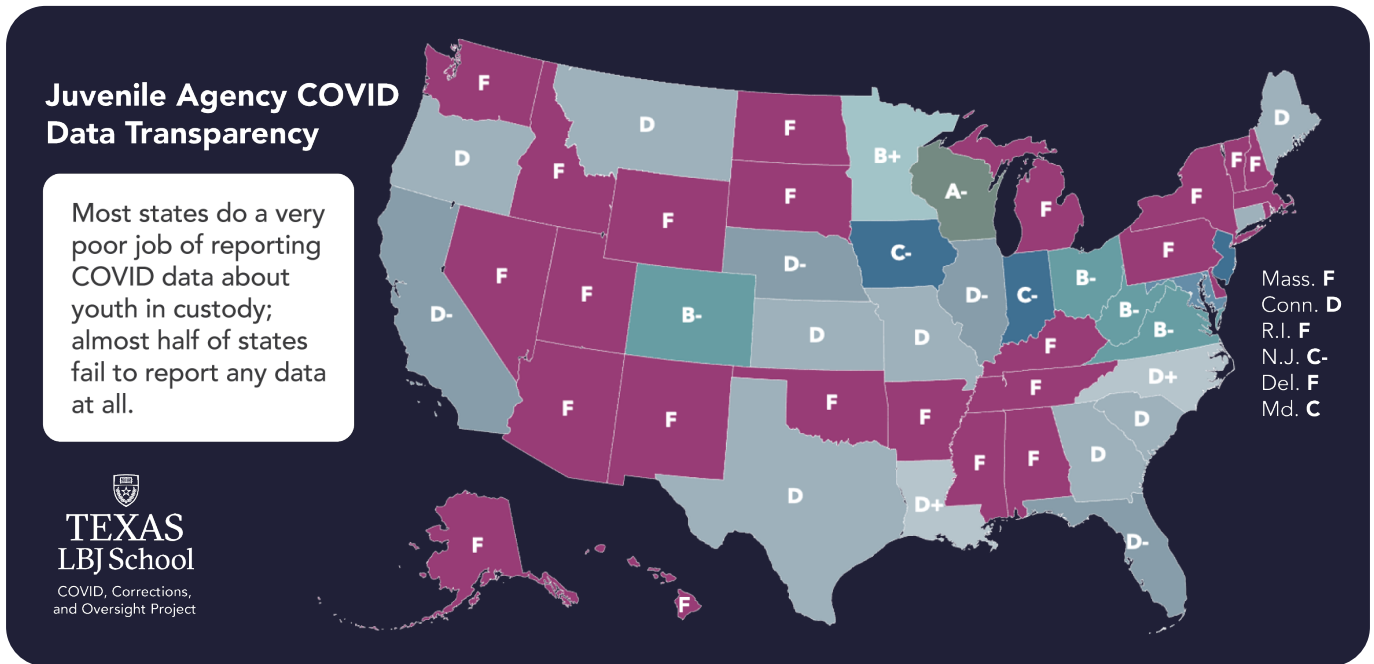 Juvenile Agency COVID
Data Transparency
Most states do a very
poor job of reporting
COVID data about
youth in custody;
almost half of states
fail to report any data
at all.
TEXAS
LBJ School
COVID, Corrections,
and Oversight Project
F
D
D
F
F
B+
A-
F
F
F
F
F
F
D
F
F
D-
C-
D-
C-
B-
B-
B-
D-
F
F
B-
D
D
F
F
D+
F
F
F
F
D
D
F
F
D
D+
D-
F
F
Mass. F
Conn. D
R.I. F
N.J. C-
Del. F
Md. C